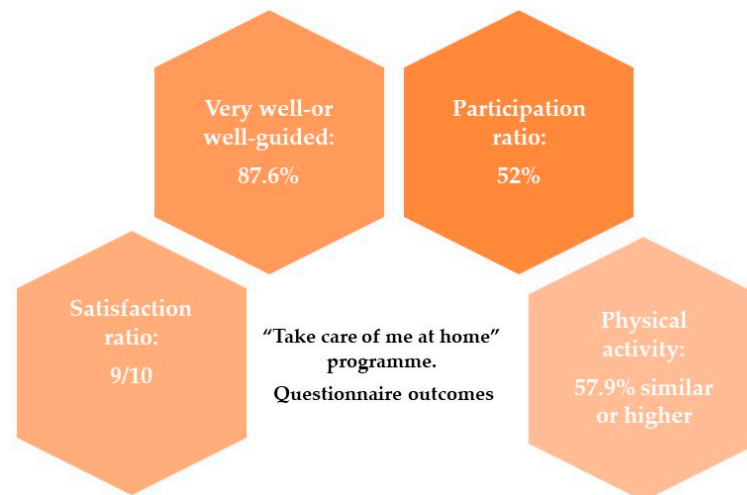 Very well-or
well-guided:
87.6%
Participation
ratio:
52%
Satisfaction
ratio:
9/10
“Take care of me at home”
programme.
Questionnaire outcomes
Physical
activity:
57.9% similar
or higher